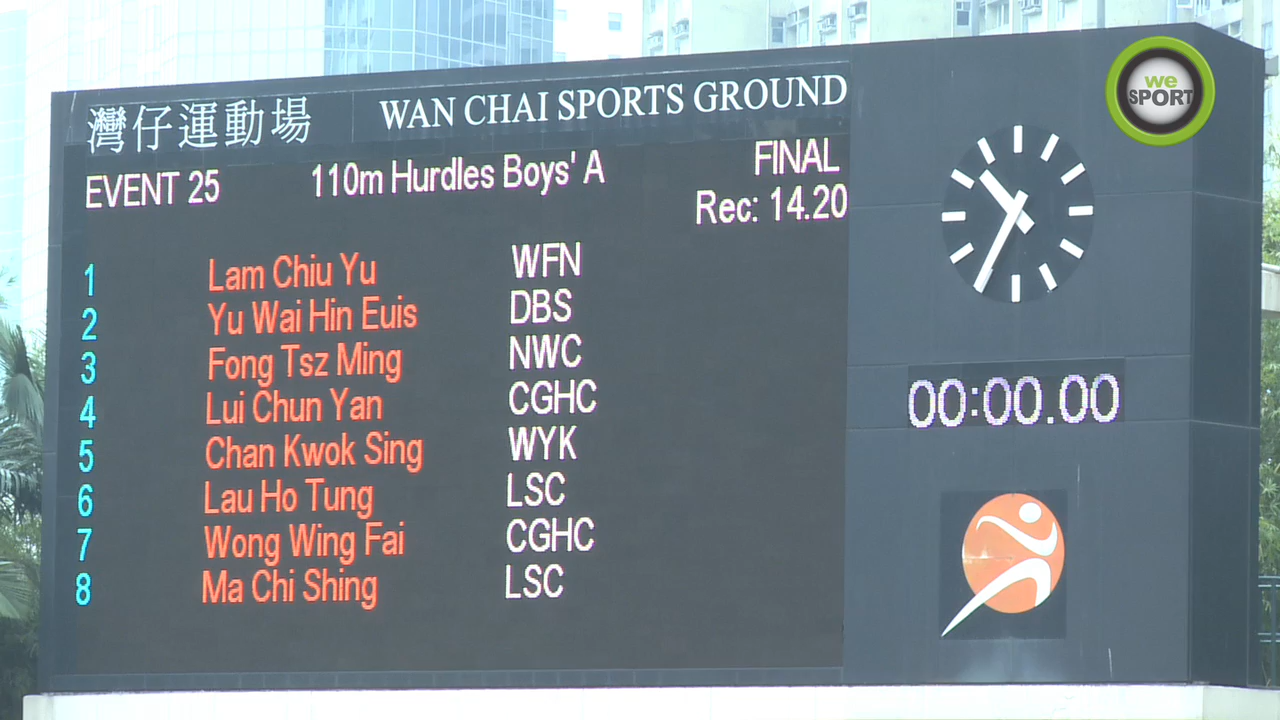 灣仔運動場 WAN CHAI SPORTS GROUND
EVENT 25 110m Hurdles Boys' A FINAL
Rec: 14.20
1 Lam Chiu Yu WFN
2 Yu Wai Hin Euis DBS
3 Fong Tsz Ming NWC
4 Lui Chun Yan CGHC
5 Chan Kwok Sing WYK
6 Lau Ho Tung LSC
7 Wong Wing Fai CGHC
8 Ma Chi Shing LSC
00:00.00
we
SPORT